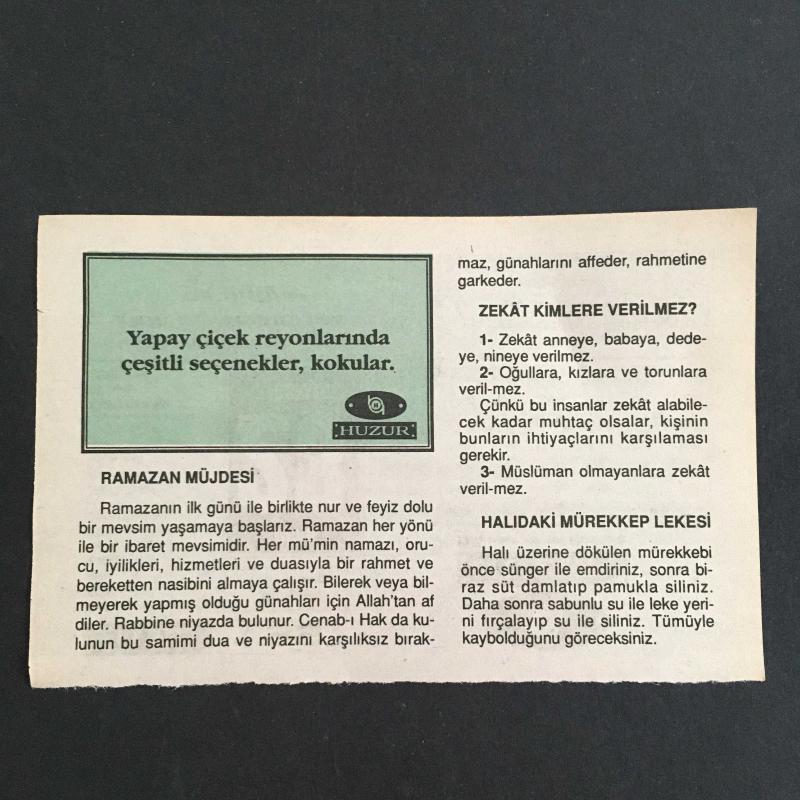 Yapay çiçek reyonlarında
çeşitli seçenekler, kokular.
HUZUR
RAMAZAN MÜJDESİ
Ramazanın ilk günü ile birlikte nur ve feyiz dolu
bir mevsim yaşamaya başlarız. Ramazan her yönü
ile bir ibaret mevsimidir. Her mü'min namazı, oru-
cu, iyilikleri, hizmetleri ve duasıyla bir rahmet ve
bereketten nasibini almaya çalışır. Bilerek veya bil-
meyerek yapmış olduğu günahları için Allah'tan af
diler. Rabbine niyazda bulunur. Cenab-ı Hak da ku-
lunun bu samimi dua ve niyazını karşılıksız bırak-
maz, günahlarını affeder, rahmetine
garkeder.
ZEKÂT KİMLERE VERİLMEZ?
1- Zekât anneye, babaya, dede-
ye, nineye verilmez.
2- Oğullara, kızlara ve torunlara
veril-mez.
Çünkü bu insanlar zekât alabile-
cek kadar muhtaç olsalar, kişinin
bunların ihtiyaçlarını karşılaması
gerekir.
3- Müslüman olmayanlara zekât
veril-mez.
HALIDAKİ MÜREKKEP LEKESİ
Halı üzerine dökülen mürekkebi
önce sünger ile emdiriniz, sonra bi-
raz süt damlatıp pamukla siliniz.
Daha sonra sabunlu su ile leke yeri-
ni fırçalayıp su ile siliniz. Tümüyle
kaybolduğunu göreceksiniz.